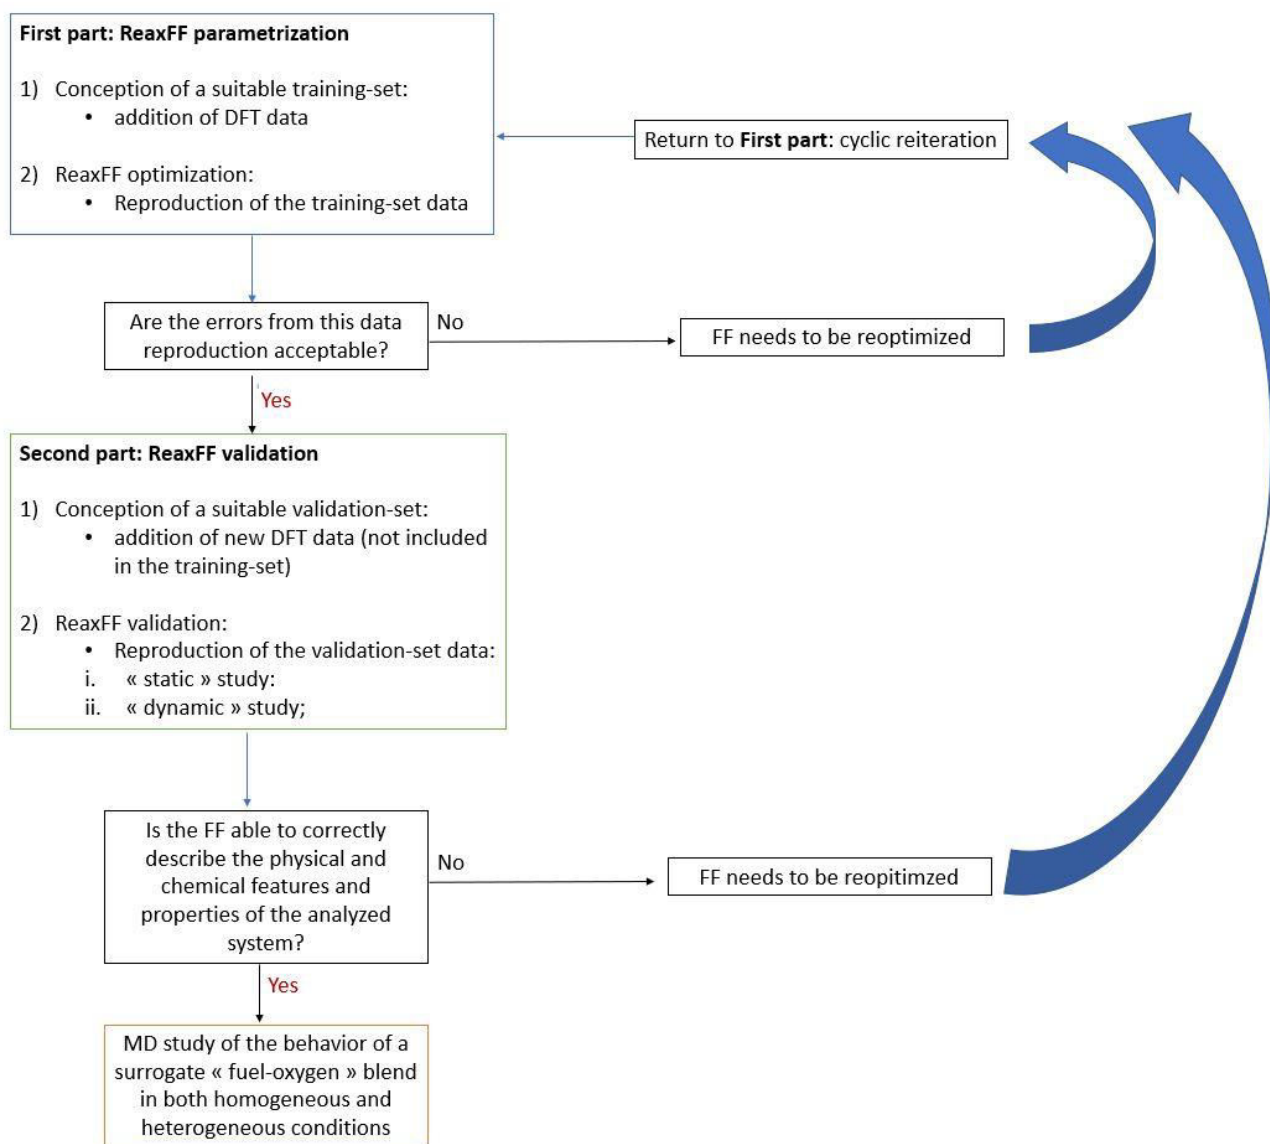 First part: ReaxFF parametrization
1) Conception of a suitable training-set:
• addition of DFT data
2) ReaxFF optimization:
• Reproduction of the training-set data
Return to First part: cyclic reiteration
Are the errors from this data
reproduction acceptable?
No
FF needs to be reoptimized
Yes
Second part: ReaxFF validation
1) Conception of a suitable validation-set:
• addition of new DFT data (not included
in the training-set)
2) ReaxFF validation:
• Reproduction of the validation-set data:
i. « static » study:
ii. « dynamic » study;
Is the FF able to correctly
describe the physical and
chemical features and
properties of the analyzed
system?
No
FF needs to be reopitimzed
Yes
MD study of the behavior of a
surrogate « fuel-oxygen » blend
in both homogeneous and
heterogeneous conditions